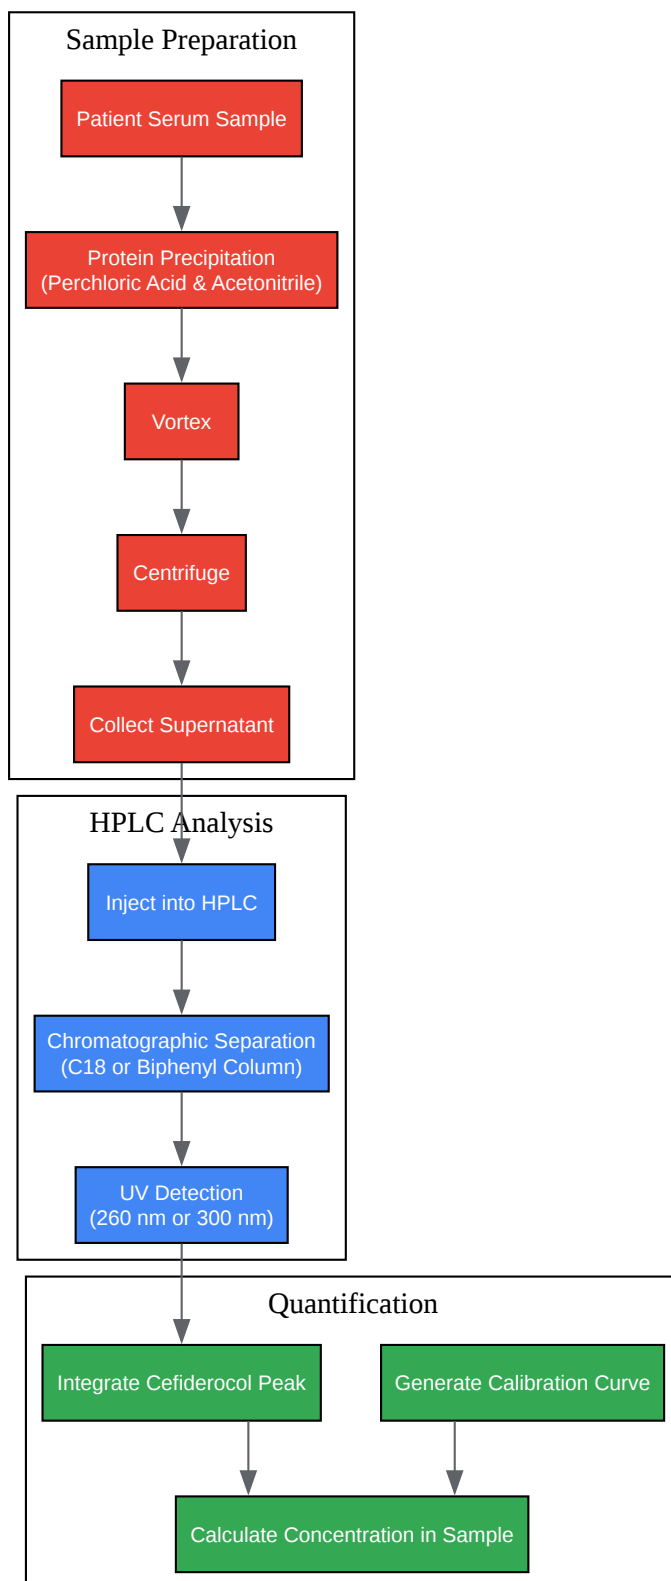 Sample Preparation
Patient Serum Sample
Protein Precipitation
(Perchloric Acid & Acetonitrile)
Vortex
Centrifuge
Collect Supernatant
HPLC Analysis
Inject into HPLC
Chromatographic Separation
(C18 or Biphenyl Column)
UV Detection
(260 nm or 300 nm)
Quantification
Integrate Cefiderocol Peak
Generate Calibration Curve
Calculate Concentration in Sample